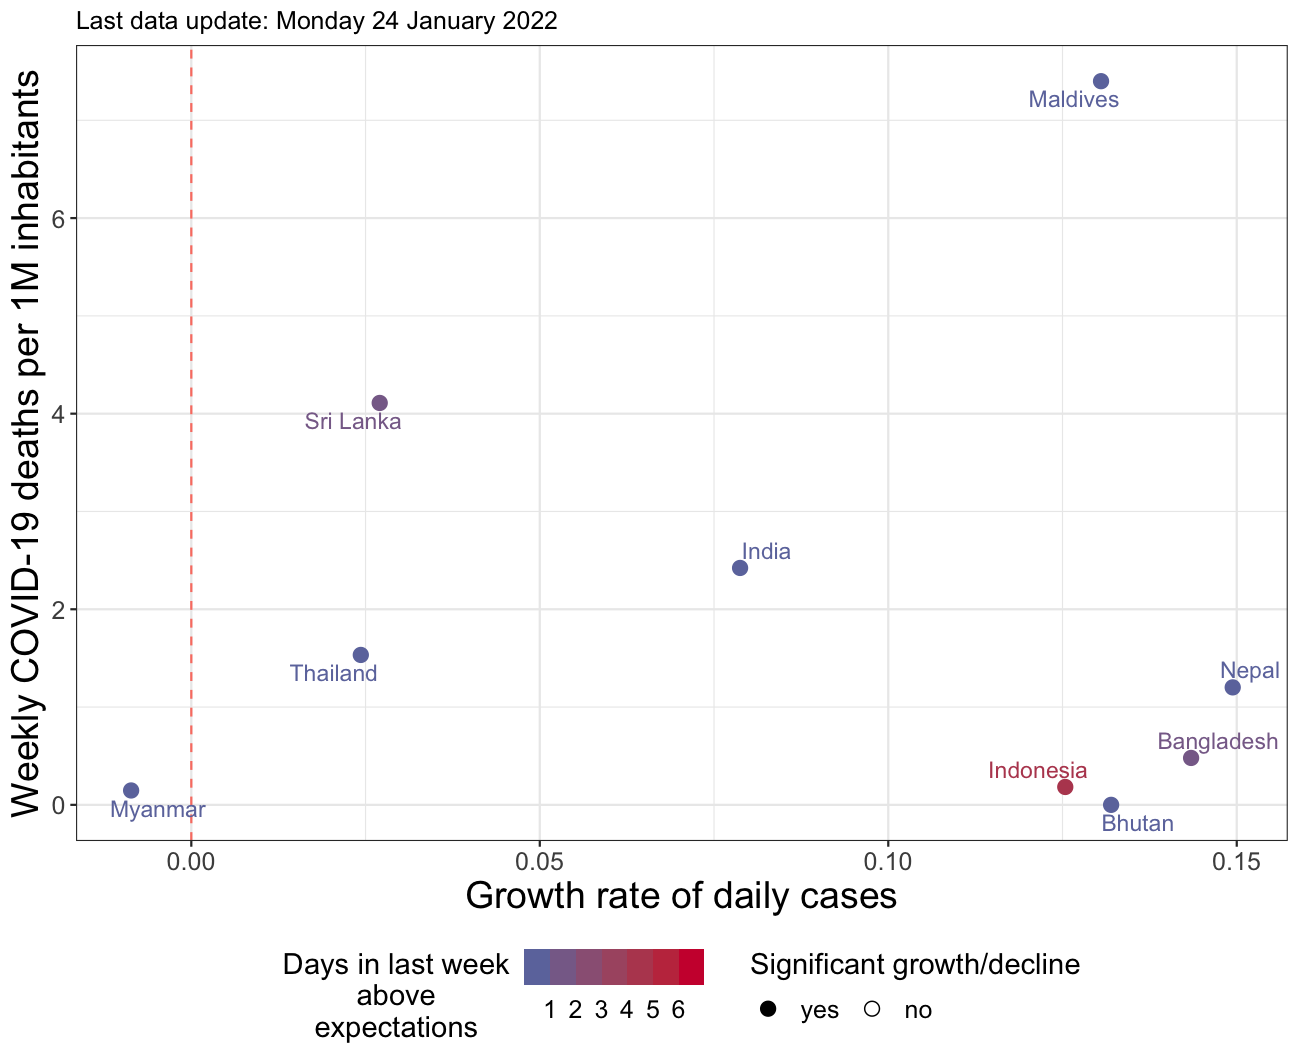 Last data update: Monday 24 January 2022
Weekly COVID-19 deaths per 1M inhabitants
6
4
2
0
Maldives
Sri Lanka
India
Thailand
Nepal
Bangladesh
Indonesia
Myanmar
Bhutan
0.00 0.05 0.10 0.15
Growth rate of daily cases
Days in last week
above
expectations
1 2 3 4 5 6
Significant growth/decline
yes no